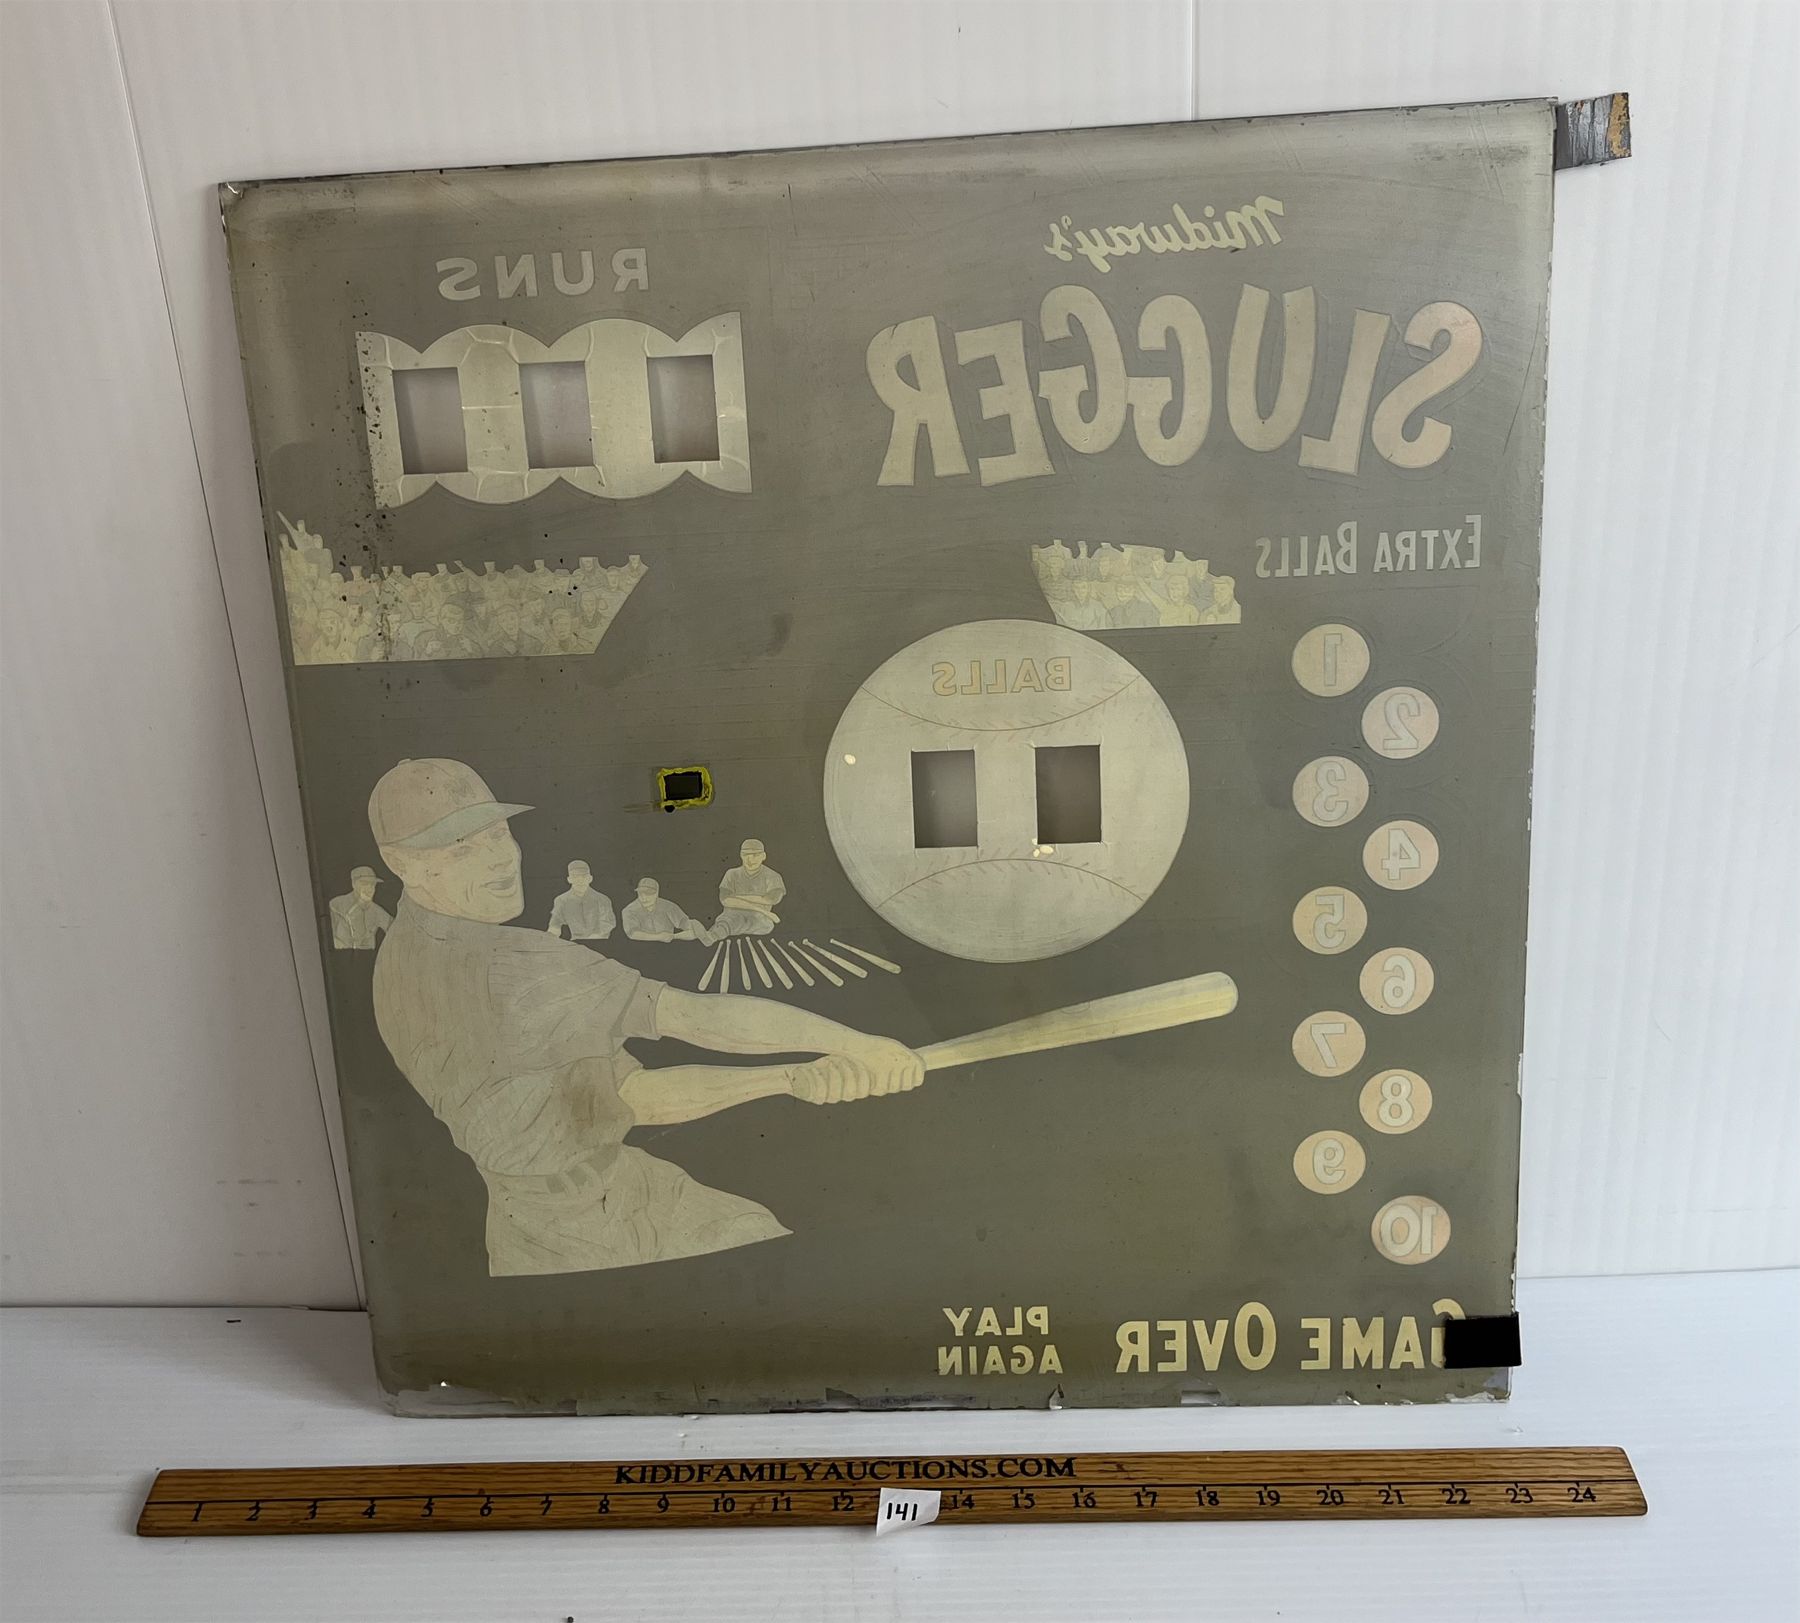 Midway's
SLUGGER
RUNS
EXTRA BALLS
BALLS
1
2
3
4
5
6
7
8
9
10
GAME OVER
PLAY
AGAIN
KIDDFAMILYAUCTIONS.COM
1 2 3 4 5 6 7 8 9 10 11 12 14 15 16 17 18 19 20 21 22 23 24
141